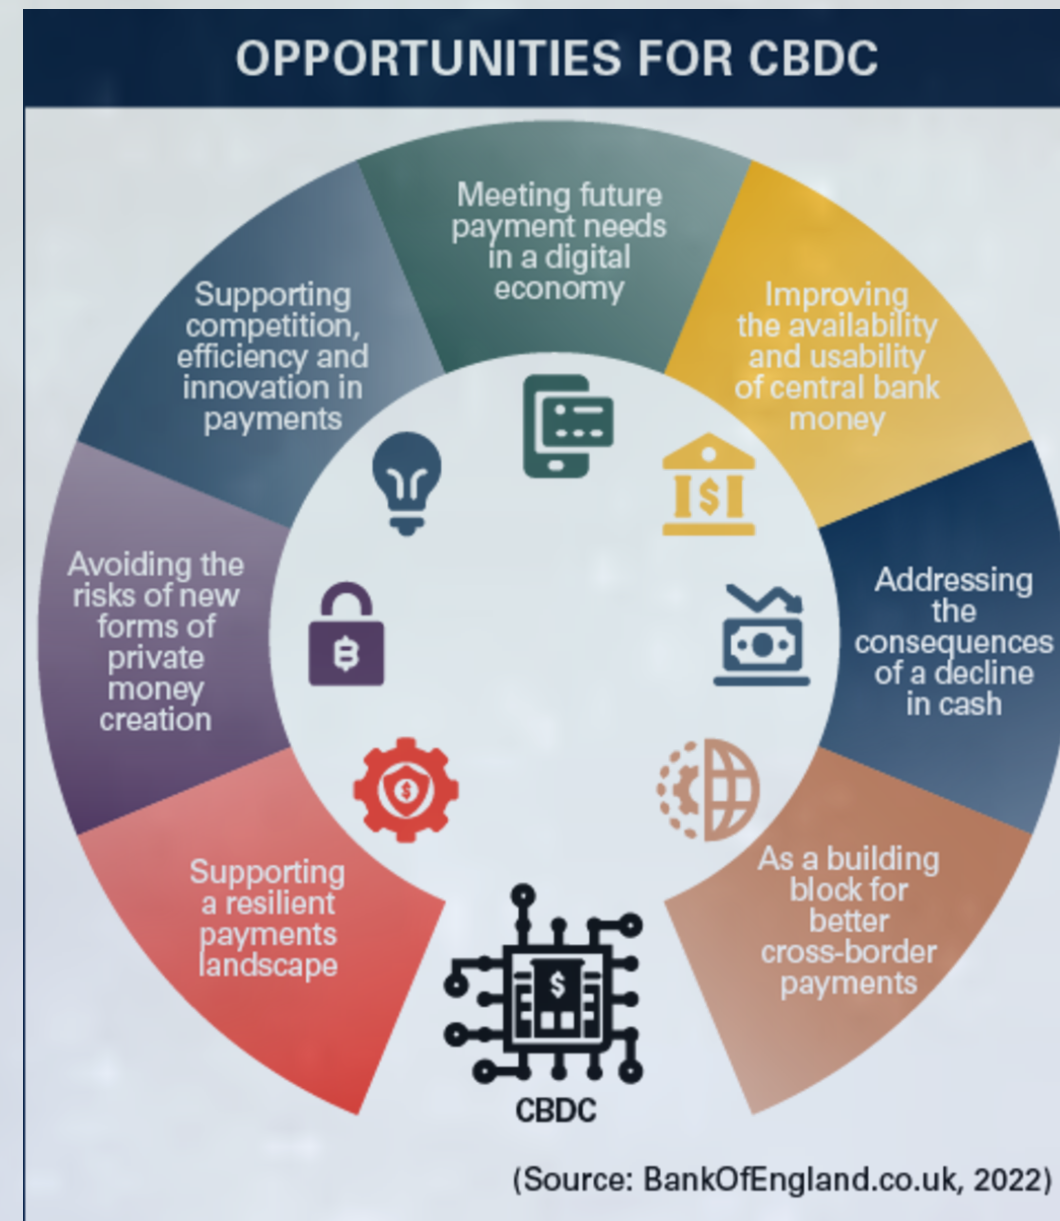 OPPORTUNITIES FOR CBDC
Supporting
a resilient
payments
landscape
Avoiding the
risks of new
forms of
private
money
creation
Supporting
competition,
efficiency and
innovation in
payments
Meeting future
payment needs
in a digital
economy
Improving
the availability
and usability
of central bank
money
Addressing
the
consequences
of a decline
in cash
As a building
block for
better
cross-border
payments
$
฿
$
$
CBDC
(Source: BankOfEngland.co.uk, 2022)